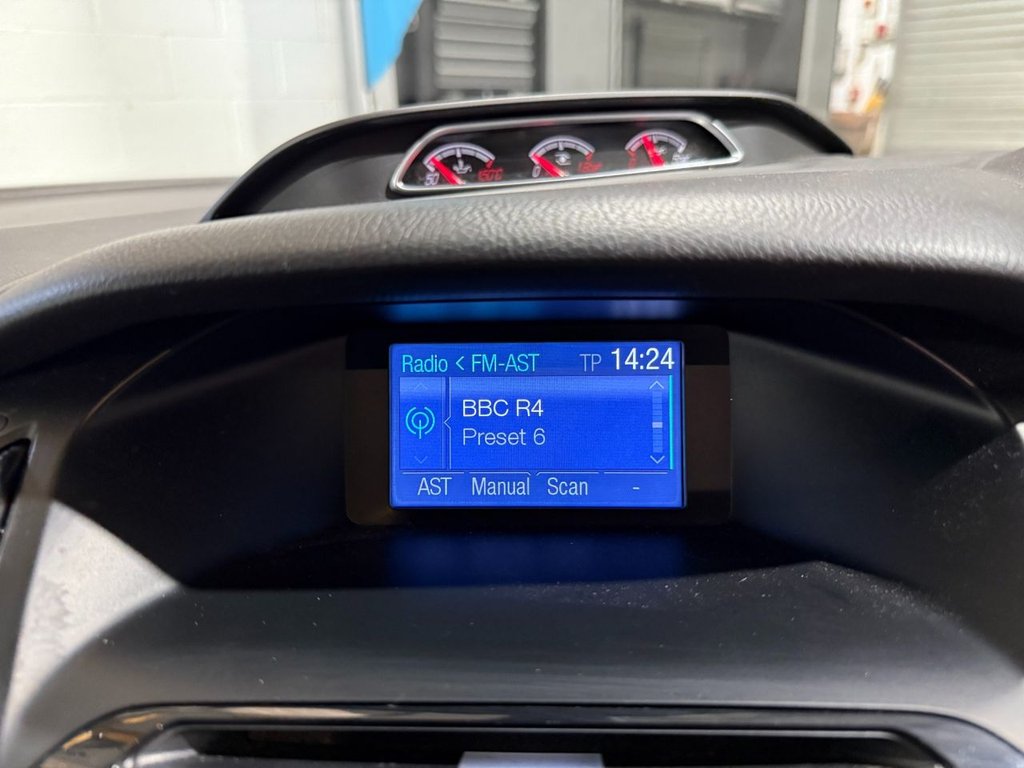 Radio < FM-AST TP 14:24
BBC R4
Preset 6
AST Manual Scan -